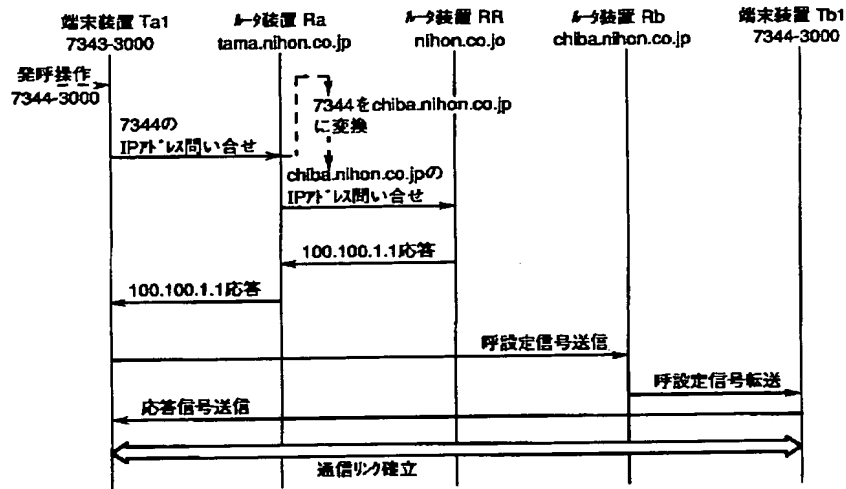 端末装置 Ta1
7343-3000
ﾙｰﾀ装置 Ra
tama.nihon.co.jp
ﾙｰﾀ装置 RR
nihon.co.jo
ﾙｰﾀ装置 Rb
chiba.nihon.co.jp
端末装置 Tb1
7344-3000
発呼操作
7344-3000
7344をchiba.nihon.co.jp
に変換
7344の
IPｱﾄﾞﾚｽ問い合せ
chiba.nihon.co.jpの
IPｱﾄﾞﾚｽ問い合せ
100.100.1.1応答
100.100.1.1応答
呼設定信号送信
呼設定信号転送
応答信号送信
通信ﾘﾝｸ確立